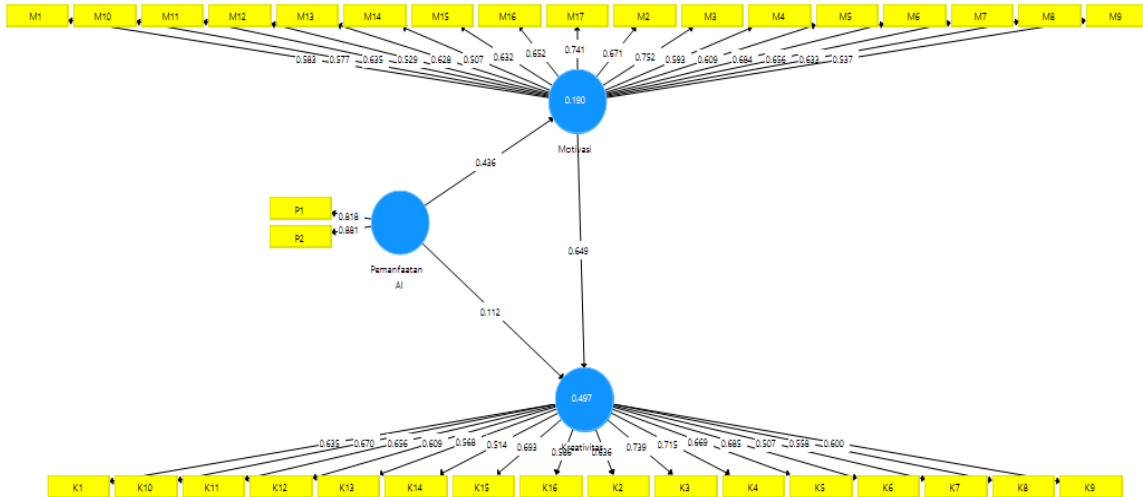 M1 M10 M11 M12 M13 M14 M15 M16 M17 M2 M3 M4 M5 M6 M7 M8 M9
0.583 0.577 0.635 0.529 0.628 0.507 0.632 0.652 0.741 0.671 0.752 0.593 0.609 0.684 0.656 0.633 0.537
0.190
Motivasi
0.436
P1 0.818
P2 0.881
Pemanfaatan
AI
0.649
0.112
0.497
Kreativitas
0.635 0.670 0.656 0.609 0.568 0.514 0.693 0.586 0.636 0.739 0.715 0.669 0.685 0.507 0.558 0.600
K1 K10 K11 K12 K13 K14 K15 K16 K2 K3 K4 K5 K6 K7 K8 K9